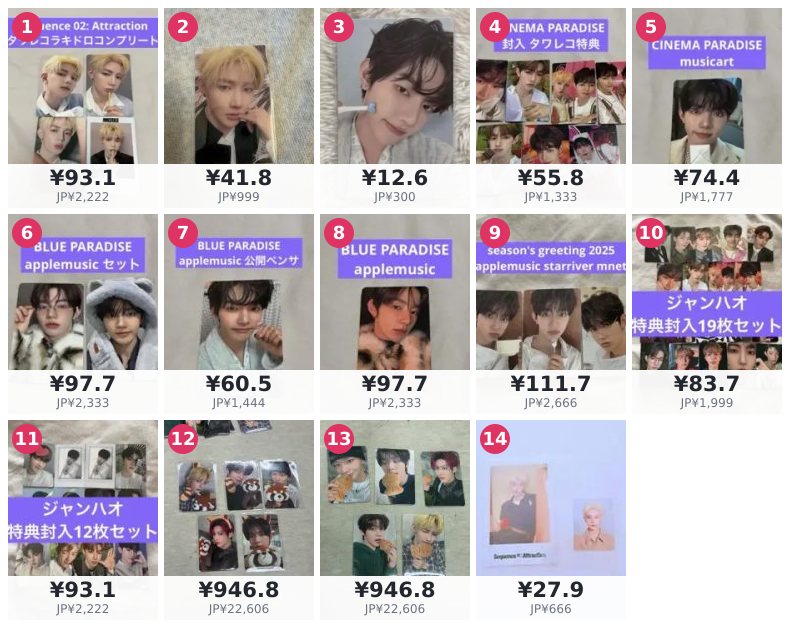 1
uence 02: Attraction
タワレコラキドロコンプリート
¥93.1
JP¥2,222
2
¥41.8
JP¥999
3
¥12.6
JP¥300
4
CINEMA PARADISE
封入 タワレコ特典
¥55.8
JP¥1,333
5
CINEMA PARADISE
musicart
¥74.4
JP¥1,777
6
BLUE PARADISE
applemusic セット
¥97.7
JP¥2,333
7
BLUE PARADISE
applemusic 公開ペンサ
¥60.5
JP¥1,444
8
BLUE PARADISE
applemusic
¥97.7
JP¥2,333
9
season's greeting 2025
applemusic starriver mnet
¥111.7
JP¥2,666
10
ジャンハオ
特典封入19枚セット
¥83.7
JP¥1,999
11
ジャンハオ
特典封入12枚セット
¥93.1
JP¥2,222
12
¥946.8
JP¥22,606
13
¥946.8
JP¥22,606
14
¥27.9
JP¥666